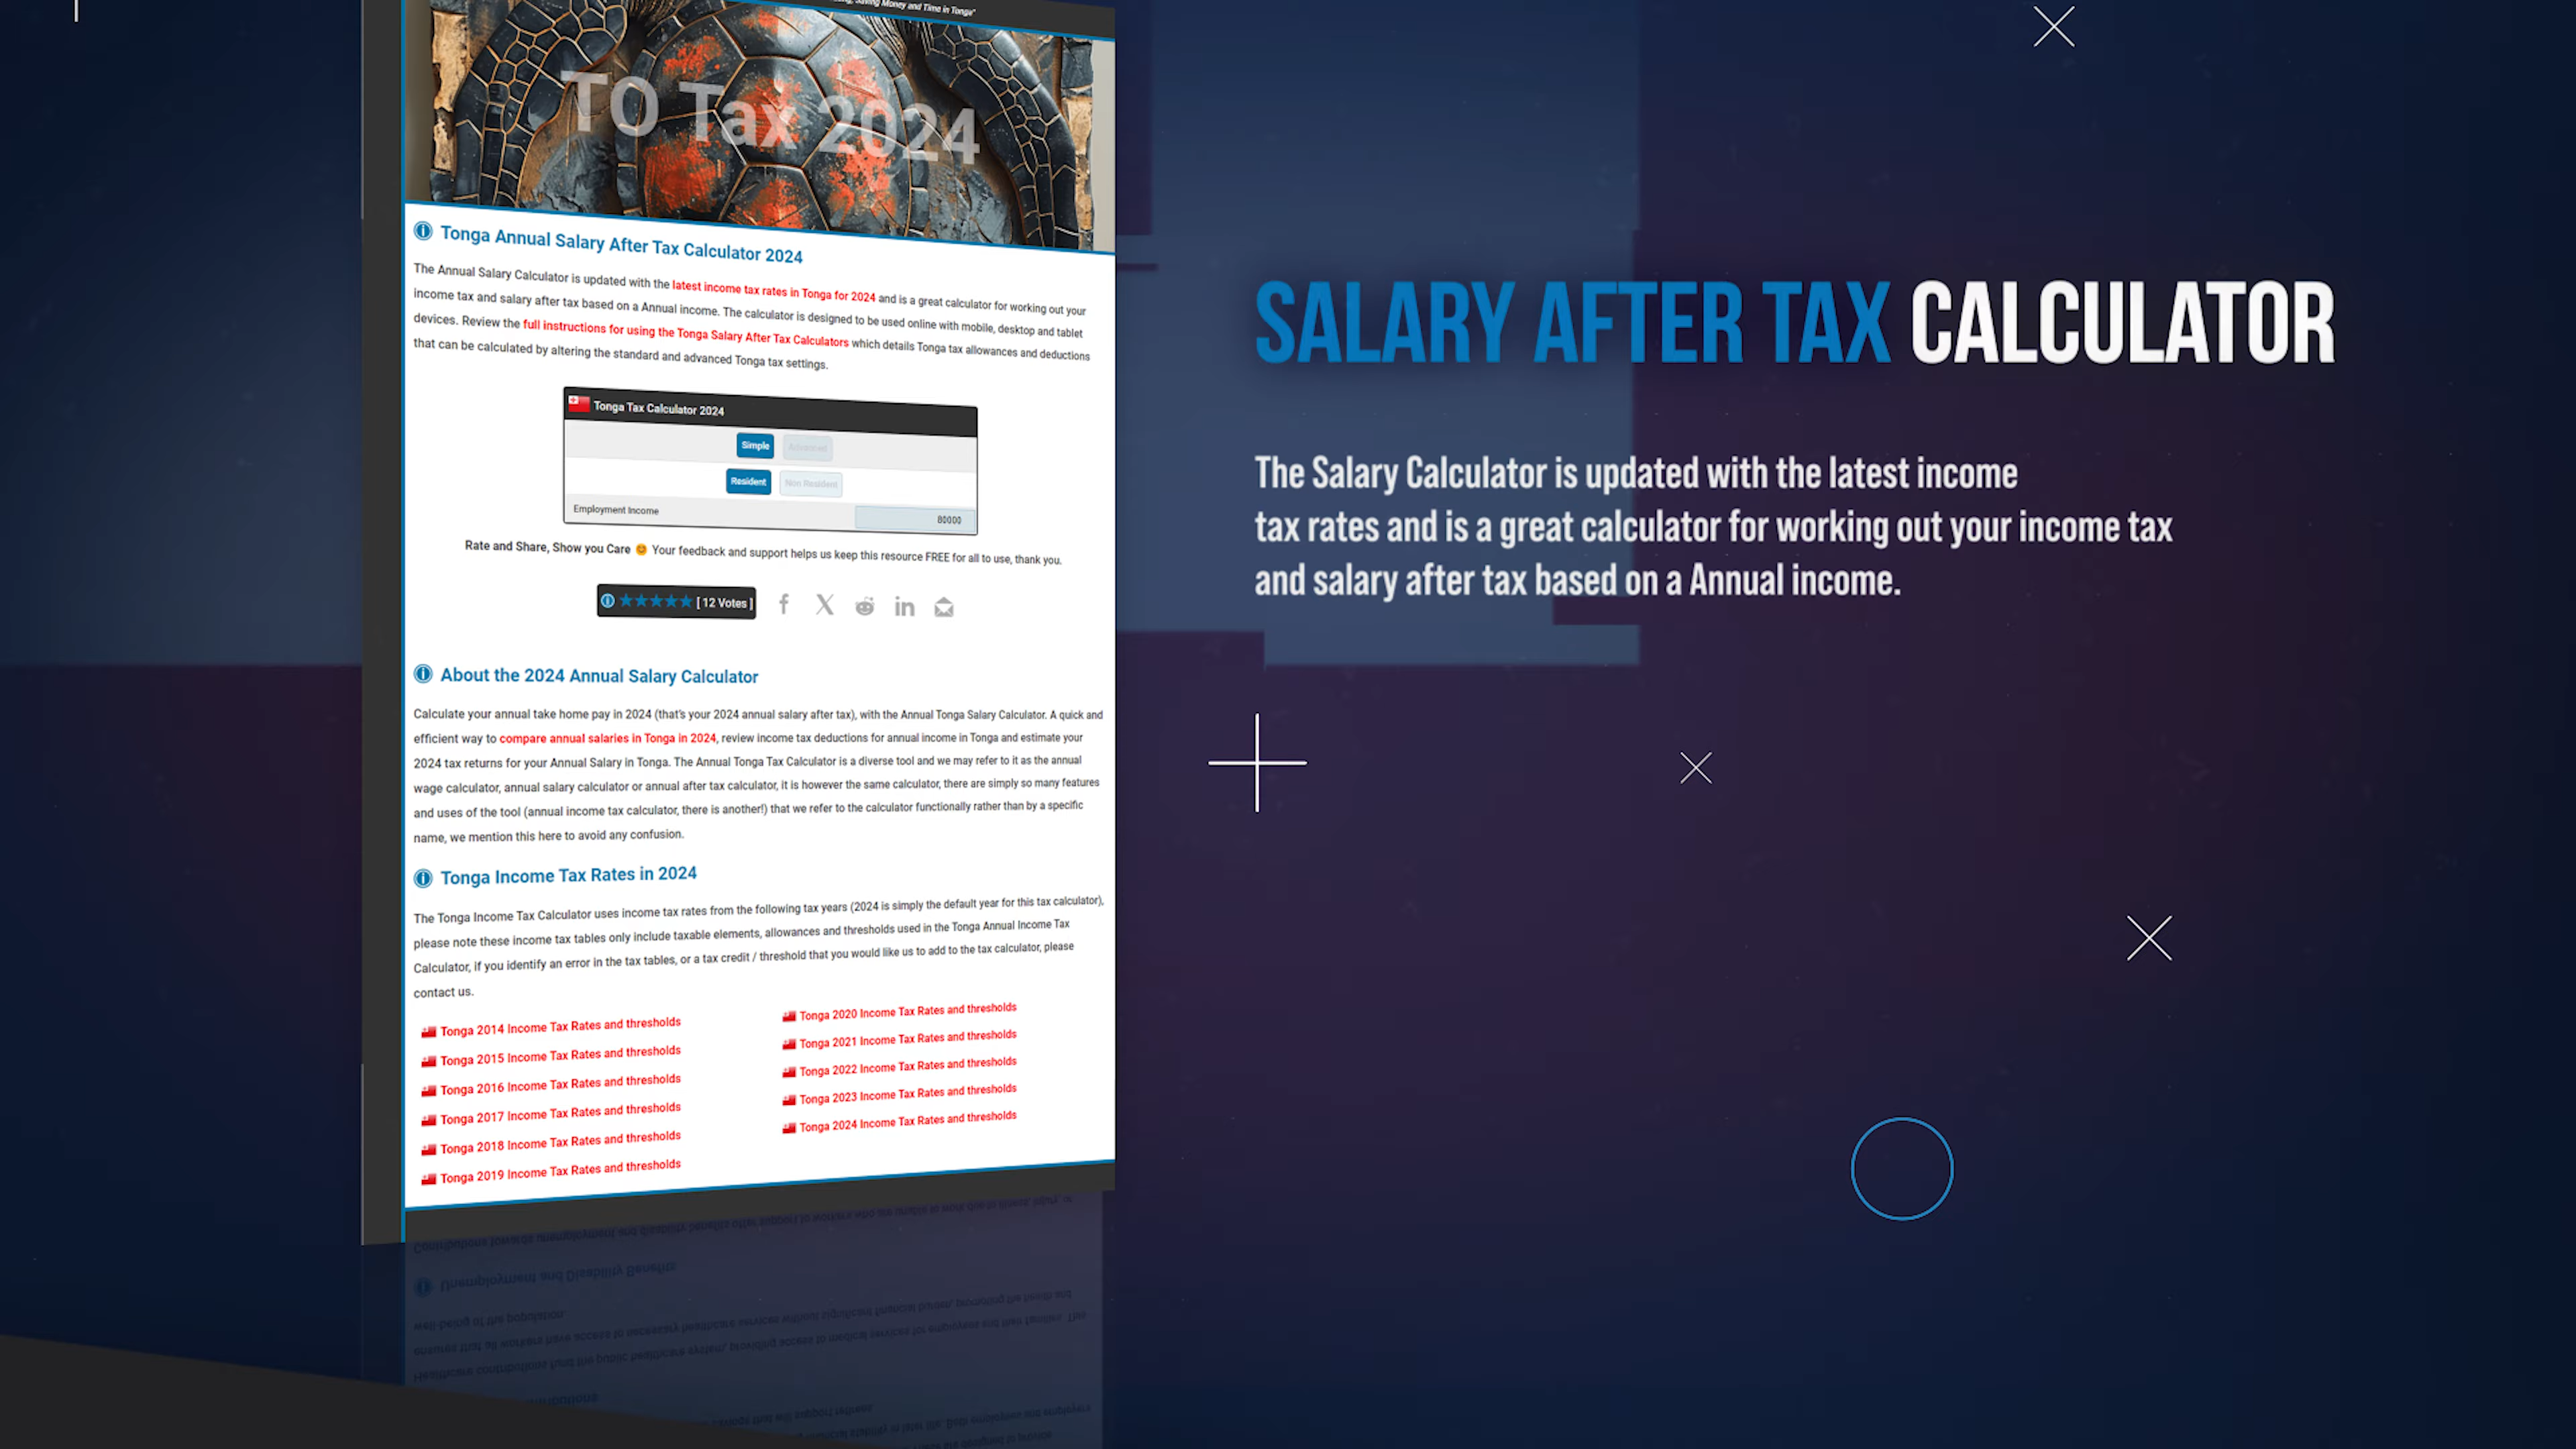 Saving Money and Time in Tonga"
TO Tax 2024
Tonga Annual Salary After Tax Calculator 2024
The Annual Salary Calculator is updated with the latest income tax rates in Tonga for 2024 and is a great calculator for working out your
income tax and salary after tax based on a Annual income. The calculator is designed to be used online with mobile, desktop and tablet
devices. Review the full instructions for using the Tonga Salary After Tax Calculators which details Tonga tax allowances and deductions
that can be calculated by altering the standard and advanced Tonga tax settings.
Tonga Tax Calculator 2024
Simple Advanced
Resident Non Resident
Employment Income 80000
Rate and Share, Show you Care Your feedback and support helps us keep this resource FREE for all to use, thank you.
[ 12 Votes ]
About the 2024 Annual Salary Calculator
Calculate your annual take home pay in 2024 (that's your 2024 annual salary after tax), with the Annual Tonga Salary Calculator. A quick and
efficient way to compare annual salaries in Tonga in 2024, review income tax deductions for annual income in Tonga and estimate your
2024 tax returns for your Annual Salary in Tonga. The Annual Tonga Tax Calculator is a diverse tool and we may refer to it as the annual
wage calculator, annual salary calculator or annual after tax calculator, it is however the same calculator, there are simply so many features
and uses of the tool (annual income tax calculator, there is another!) that we refer to the calculator functionally rather than by a specific
name, we mention this here to avoid any confusion.
Tonga Income Tax Rates in 2024
The Tonga Income Tax Calculator uses income tax rates from the following tax years (2024 is simply the default year for this tax calculator),
please note these income tax tables only include taxable elements, allowances and thresholds used in the Tonga Annual Income Tax
Calculator, if you identify an error in the tax tables, or a tax credit / threshold that you would like us to add to the tax calculator, please
contact us.
Tonga 2014 Income Tax Rates and thresholds
Tonga 2015 Income Tax Rates and thresholds
Tonga 2016 Income Tax Rates and thresholds
Tonga 2017 Income Tax Rates and thresholds
Tonga 2018 Income Tax Rates and thresholds
Tonga 2019 Income Tax Rates and thresholds
Tonga 2020 Income Tax Rates and thresholds
Tonga 2021 Income Tax Rates and thresholds
Tonga 2022 Income Tax Rates and thresholds
Tonga 2023 Income Tax Rates and thresholds
Tonga 2024 Income Tax Rates and thresholds
SALARY AFTER TAX CALCULATOR
The Salary Calculator is updated with the latest income
tax rates and is a great calculator for working out your income tax
and salary after tax based on a Annual income.